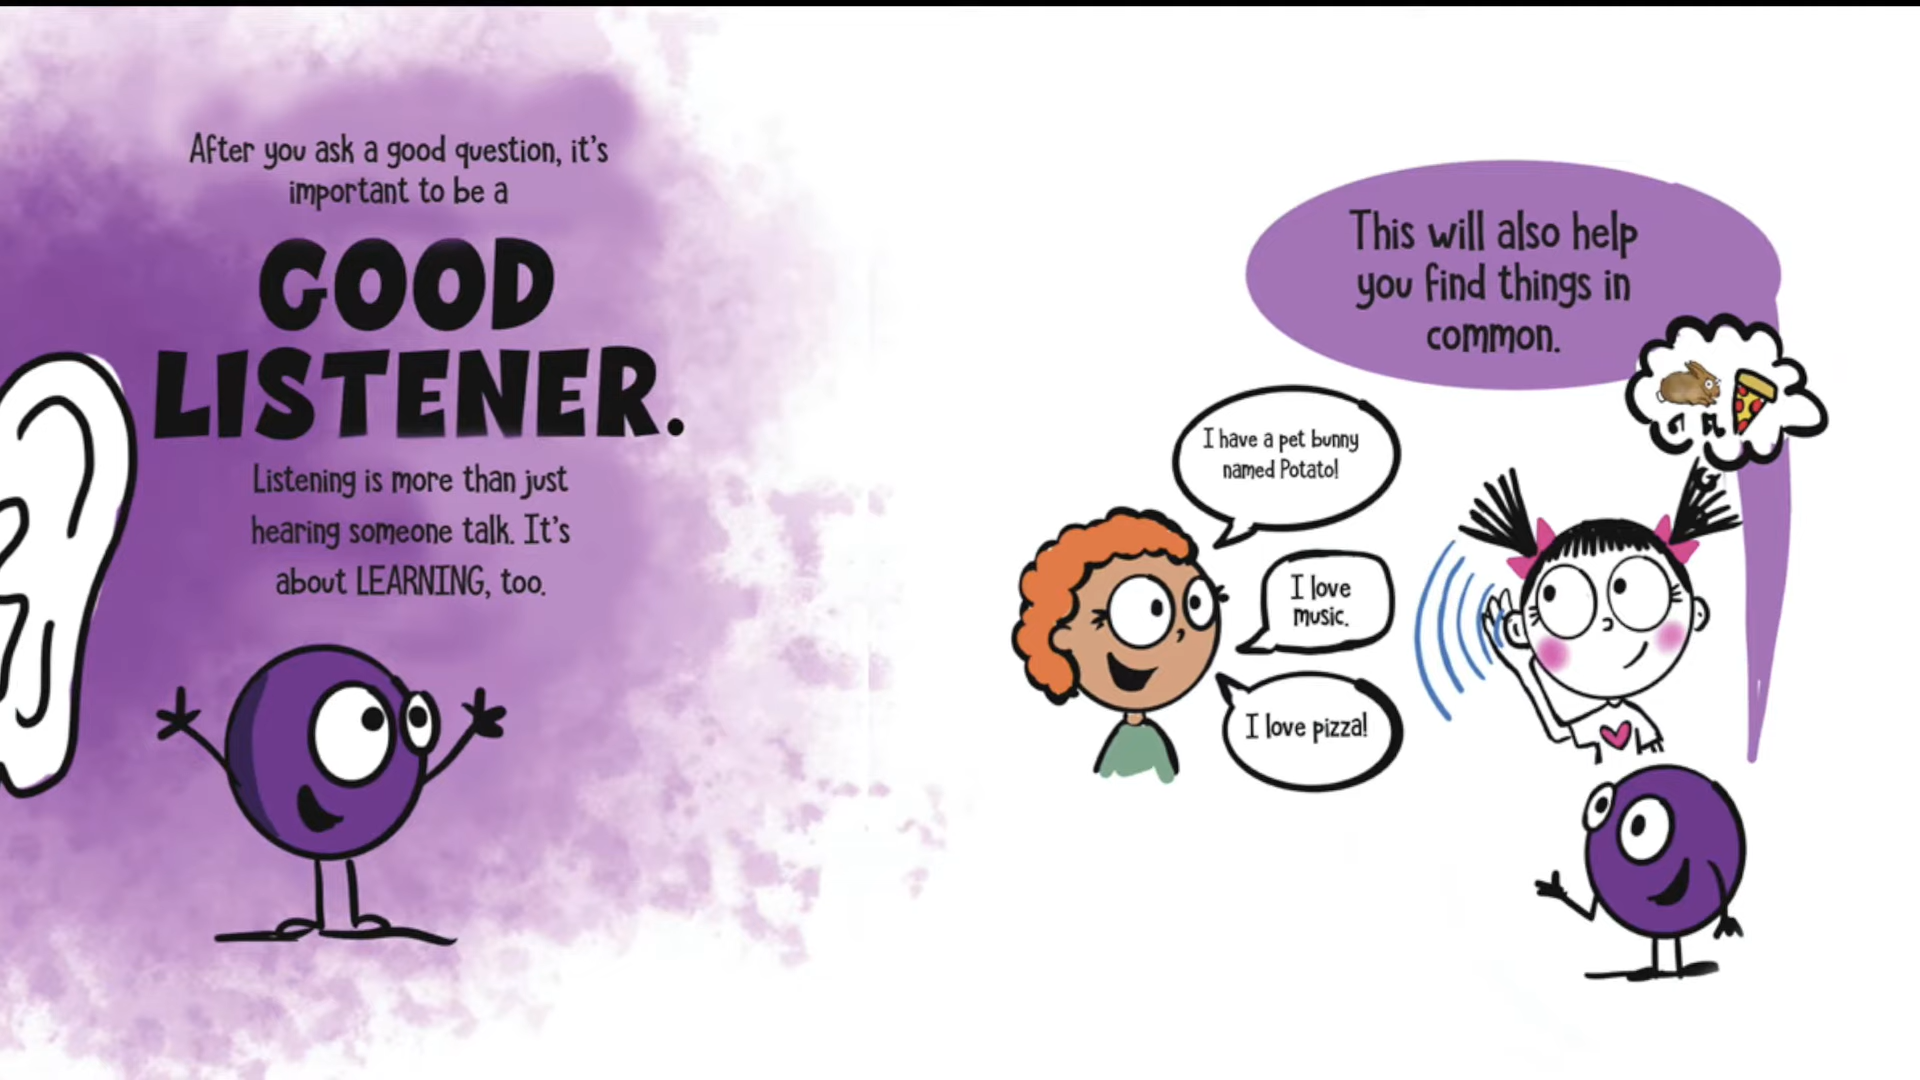 After you ask a good question, it's
important to be a
GOOD
LISTENER.
Listening is more than just
hearing someone talk. It's
about LEARNING, too.
This will also help
you find things in
common.
I have a pet bunny
named Potato!
I love
music.
I love pizza!